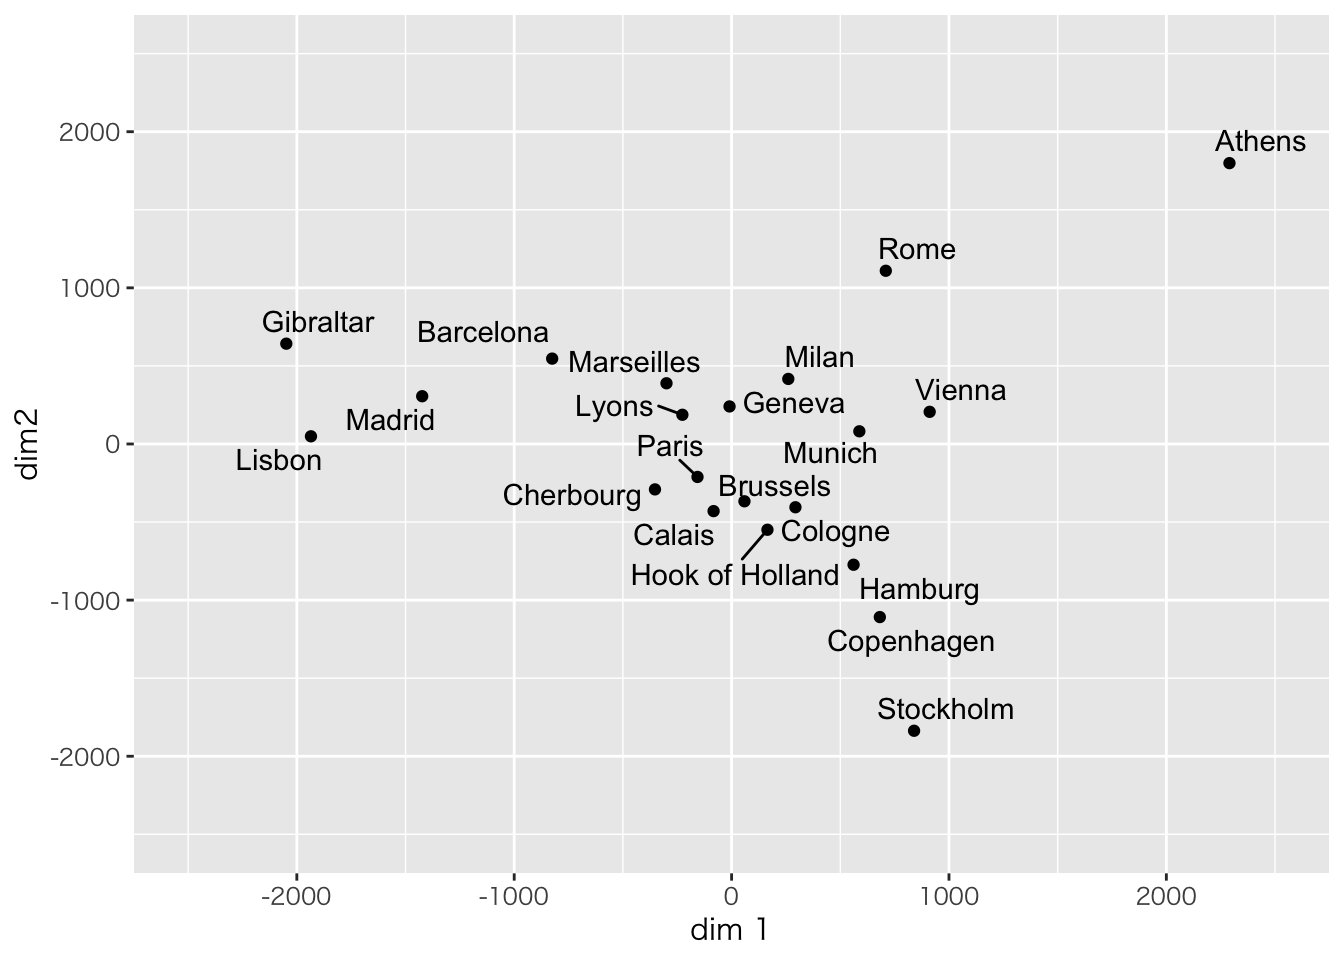 2000
1000
0
-1000
-2000
dim2
Athens
Rome
Gibraltar
Barcelona
Marseilles
Milan
Vienna
Lyons
Geneva
Madrid
Lisbon
Paris
Munich
Cherbourg
Brussels
Calais
Cologne
Hook of Holland
Hamburg
Copenhagen
Stockholm
-2000 -1000 0 1000 2000
dim 1